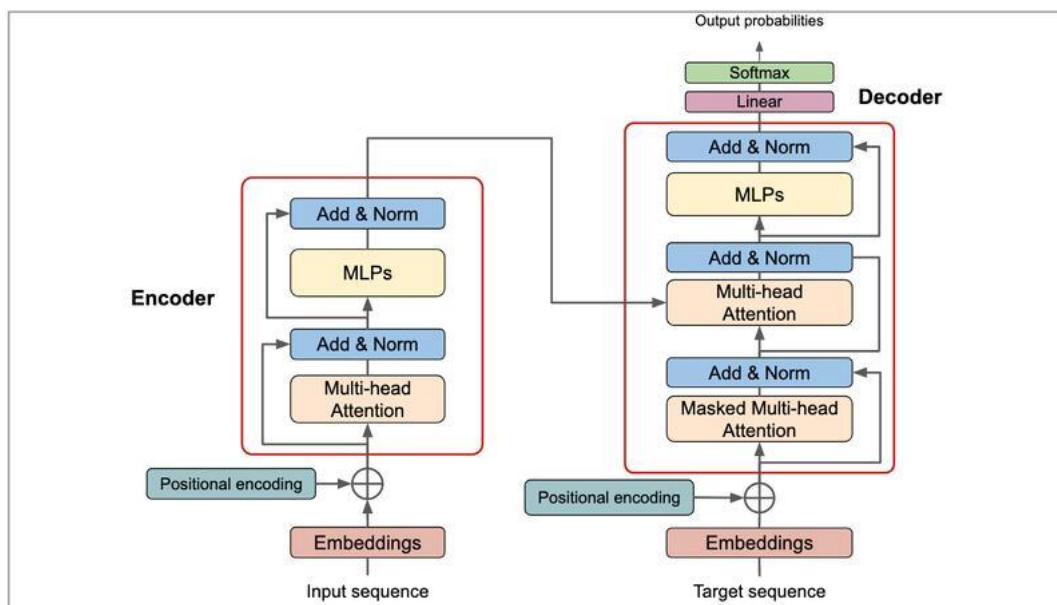 Output probabilities
Softmax
Linear
Decoder
Add & Norm
MLPs
Add & Norm
Multi-head
Attention
Add & Norm
Masked Multi-head
Attention
Positional encoding
Embeddings
Target sequence
Encoder
Add & Norm
MLPs
Add & Norm
Multi-head
Attention
Positional encoding
Embeddings
Input sequence